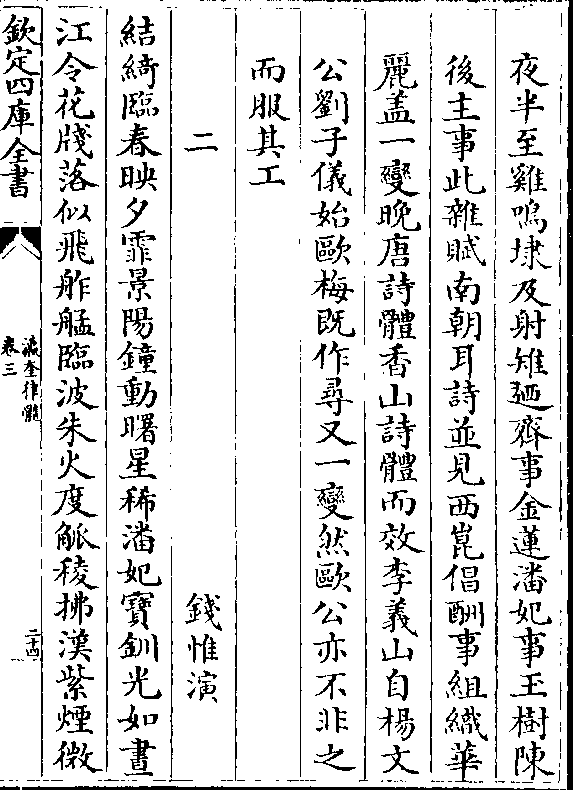 夜半至雞鳴埭及射雉廼齊事金蓮潘妃事玉樹陳
後主事此雜賦南朝耳詩並見西崑倡酬事組織華
麗盖一變晚唐詩體香山詩體而效李義山自楊文
公劉子儀始歐梅既作尋又一變然歐公亦不非之
而服其工
二　錢惟演
結綺臨春映夕霏景陽鐘動曙星稀潘妃寶釧光如晝
江令花牋落似飛舴艋臨波朱火度觚稜拂漢紫煙微
欽定四庫全書
瀛奎律髓
卷三
二十四